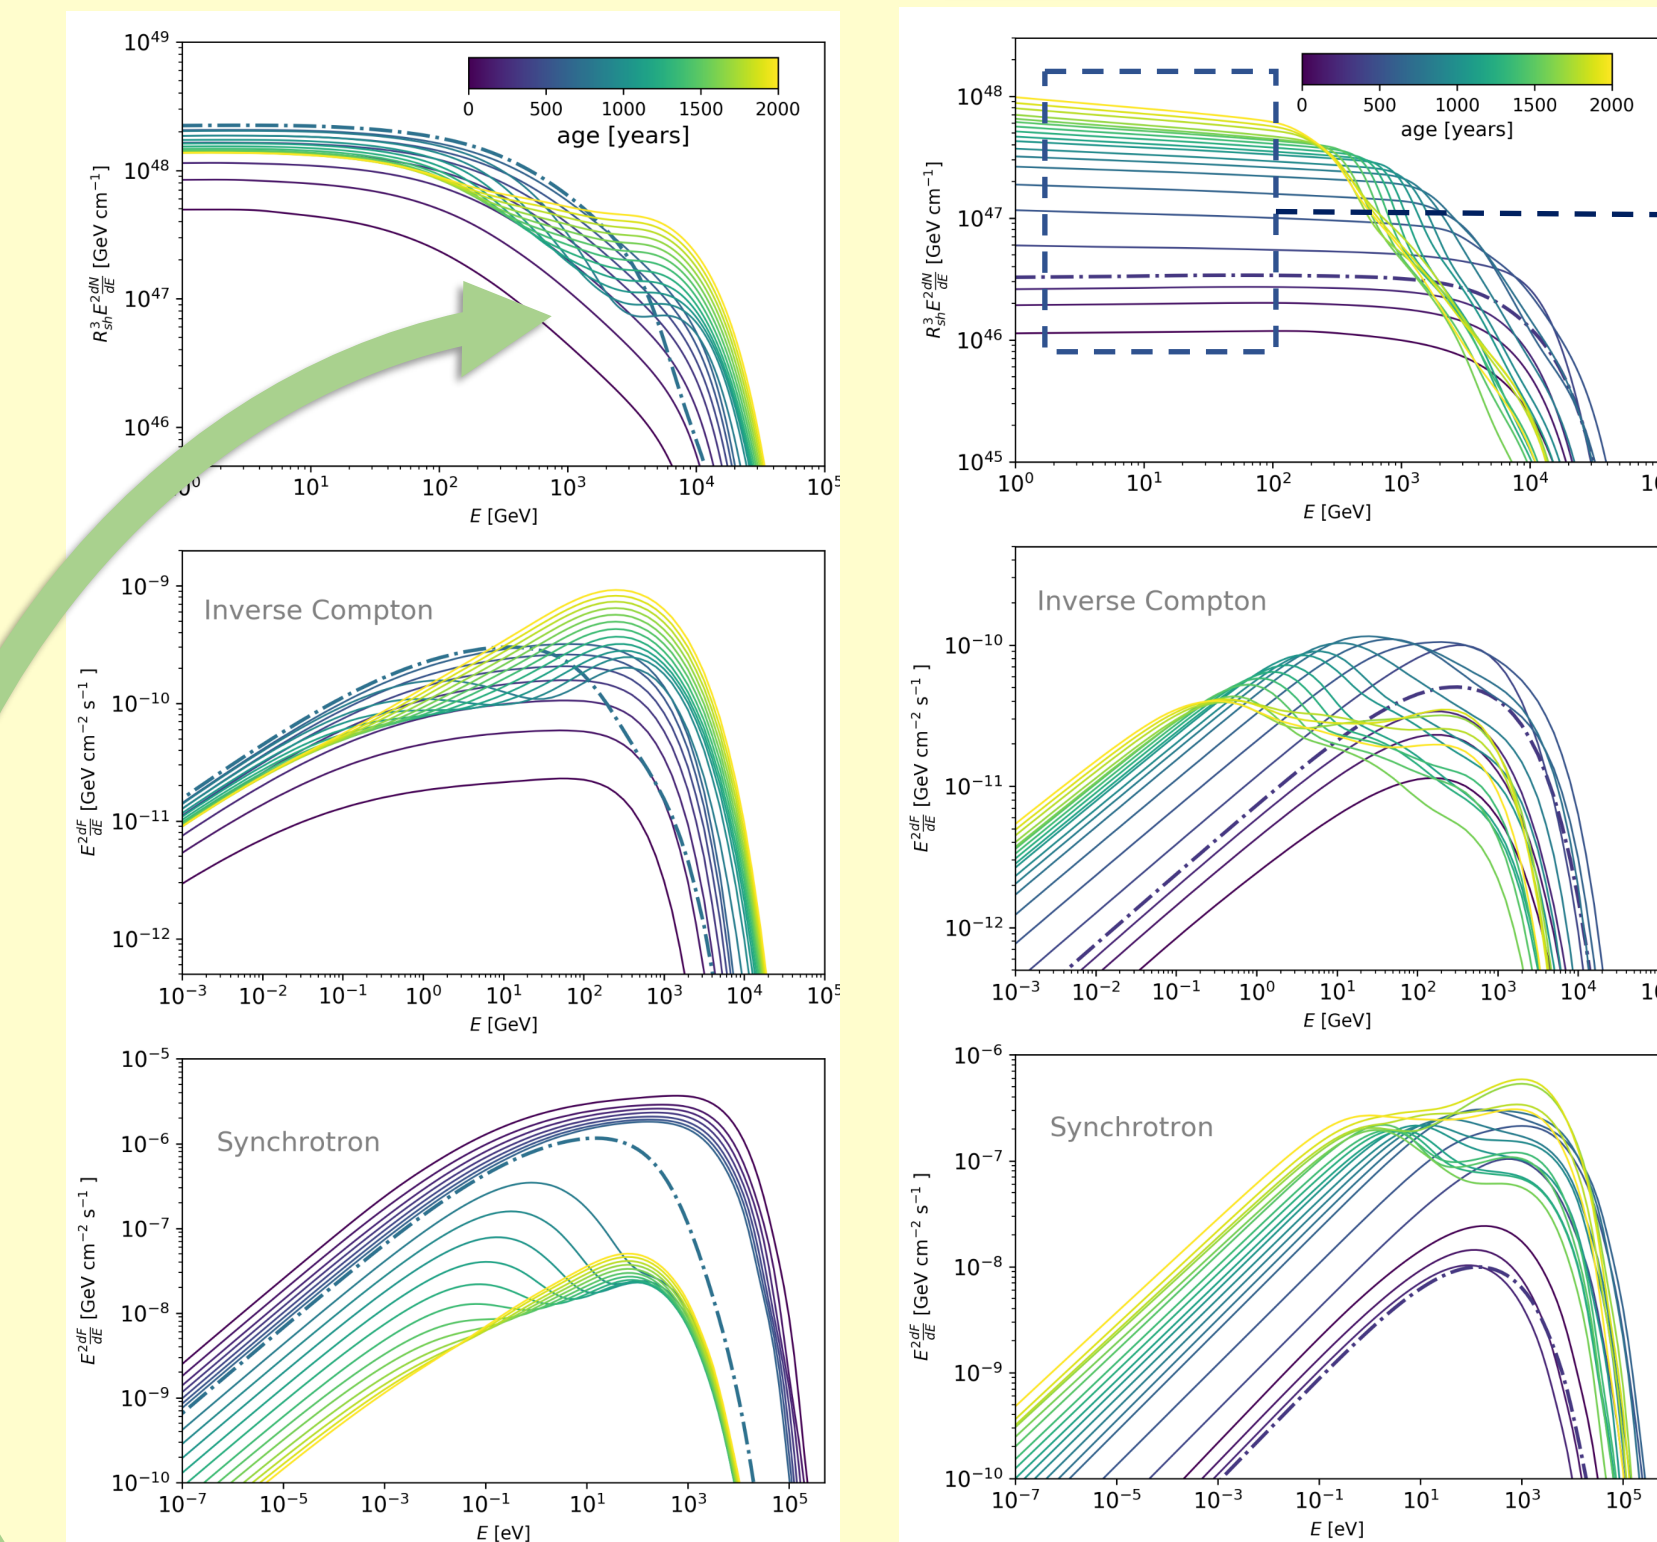 10^49
10^48
10^47
10^46
R_sh^3 E^2 dN/dE [GeV cm^−1]
0 500 1000 1500 2000
age [years]
10^1 10^2 10^3 10^4
E [GeV]
10^48
10^47
10^46
10^45
R_sh^3 E^2 dN/dE [GeV cm^−1]
0 500 1000 1500 2000
age [years]
10^0 10^1 10^2 10^3 10^4
E [GeV]
Inverse Compton
10^−9
10^−10
10^−11
10^−12
E^2 dF/dE [GeV cm^−2 s^−1 ]
10^−3 10^−2 10^−1 10^0 10^1 10^2 10^3 10^4
E [GeV]
Inverse Compton
10^−10
10^−11
10^−12
E^2 dF/dE [GeV cm^−2 s^−1 ]
10^−3 10^−2 10^−1 10^0 10^1 10^2 10^3 10^4
E [GeV]
Synchrotron
10^−5
10^−6
10^−7
10^−8
10^−9
10^−10
E^2 dF/dE [GeV cm^−2 s^−1 ]
10^−7 10^−5 10^−3 10^−1 10^1 10^3 10^5
E [eV]
Synchrotron
10^−6
10^−7
10^−8
10^−9
10^−10
E^2 dF/dE [GeV cm^−2 s^−1 ]
10^−7 10^−5 10^−3 10^−1 10^1 10^3 10^5
E [eV]